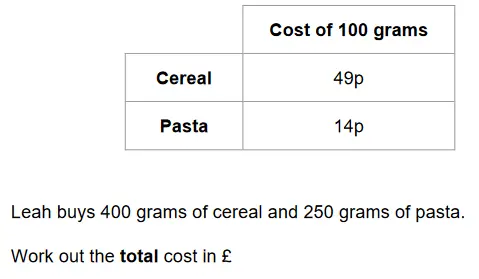 Cost of 100 grams
Cereal 49p
Pasta 14p
Leah buys 400 grams of cereal and 250 grams of pasta.
Work out the total cost in £